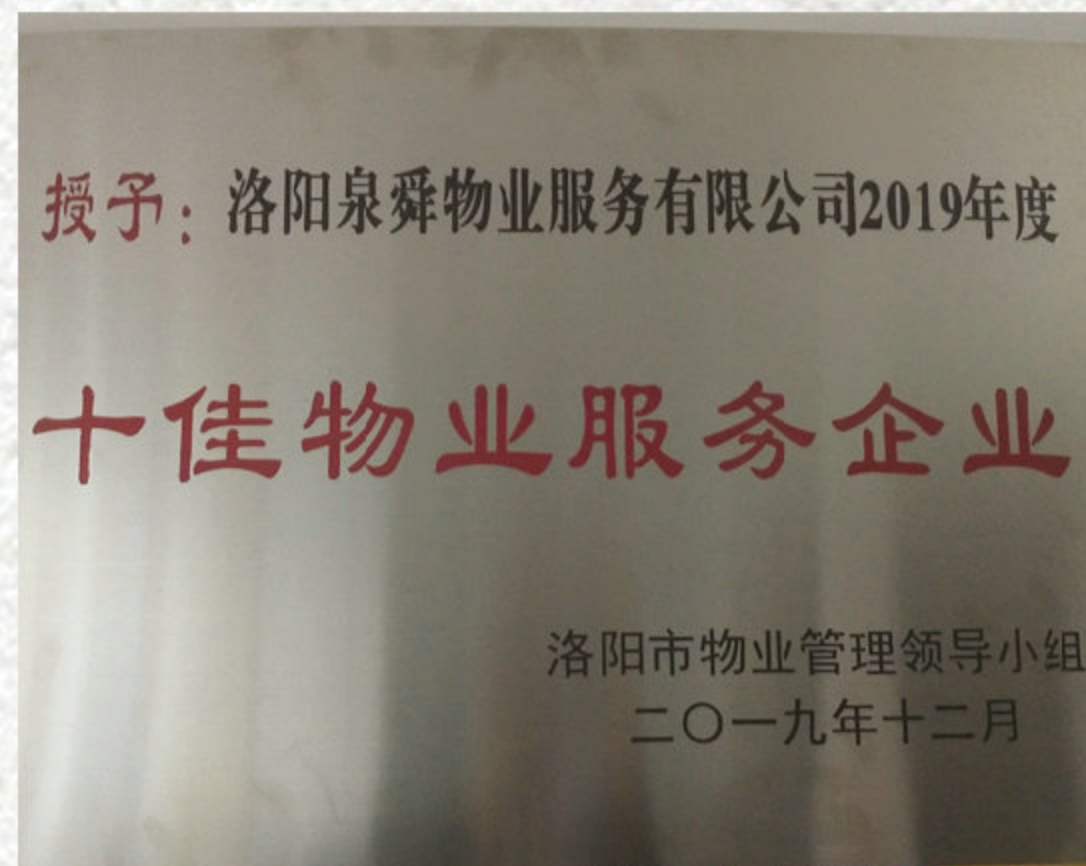 授予：洛阳泉舜物业服务有限公司2019年度
十佳物业服务企业
洛阳市物业管理领导小组
二〇一九年十二月